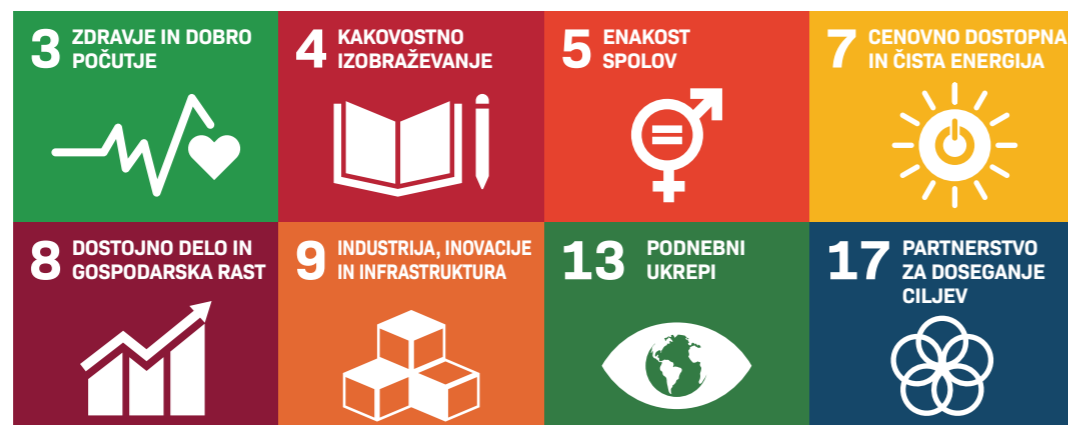 3 ZDRAVJE IN DOBRO
POČUTJE
4 KAKOVOSTNO
IZOBRAŽEVANJE
5 ENAKOST
SPOLOV
7 CENOVNO DOSTOPNA
IN ČISTA ENERGIJA
8 DOSTOJNO DELO IN
GOSPODARSKA RAST
9 INDUSTRIJA, INOVACIJE
IN INFRASTRUKTURA
13 PODNEBNI
UKREPI
17 PARTNERSTVO
ZA DOSEGANJE
CILJEV